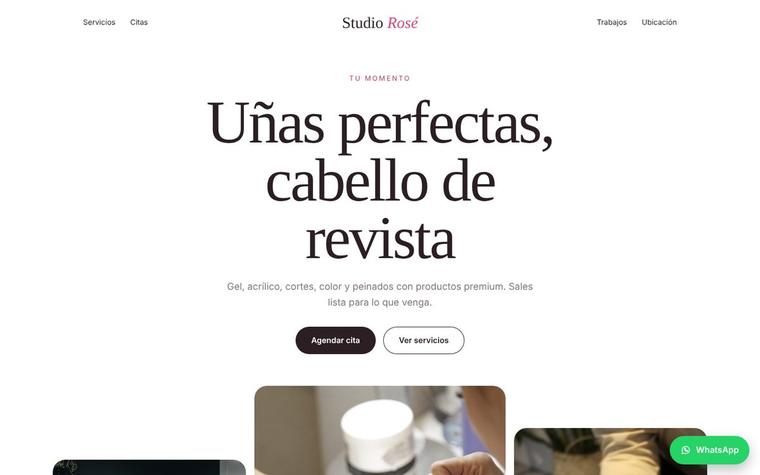 Servicios
Citas
Studio Rosé
Trabajos
Ubicación
TU MOMENTO
Uñas perfectas,
cabello de
revista
Gel, acrílico, cortes, color y peinados con productos premium. Sales
lista para lo que venga.
Agendar cita
Ver servicios
WhatsApp